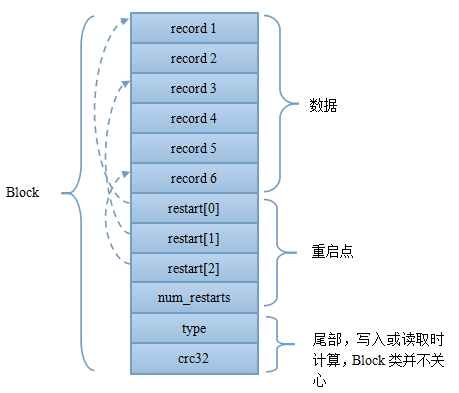 record 1
record 2
record 3
数据
record 4
record 5
record 6
Block
restart[0]
restart[1]
重启点
restart[2]
num_restarts
type
尾部，写入或读取时
计算，Block 类并不关
心
crc32